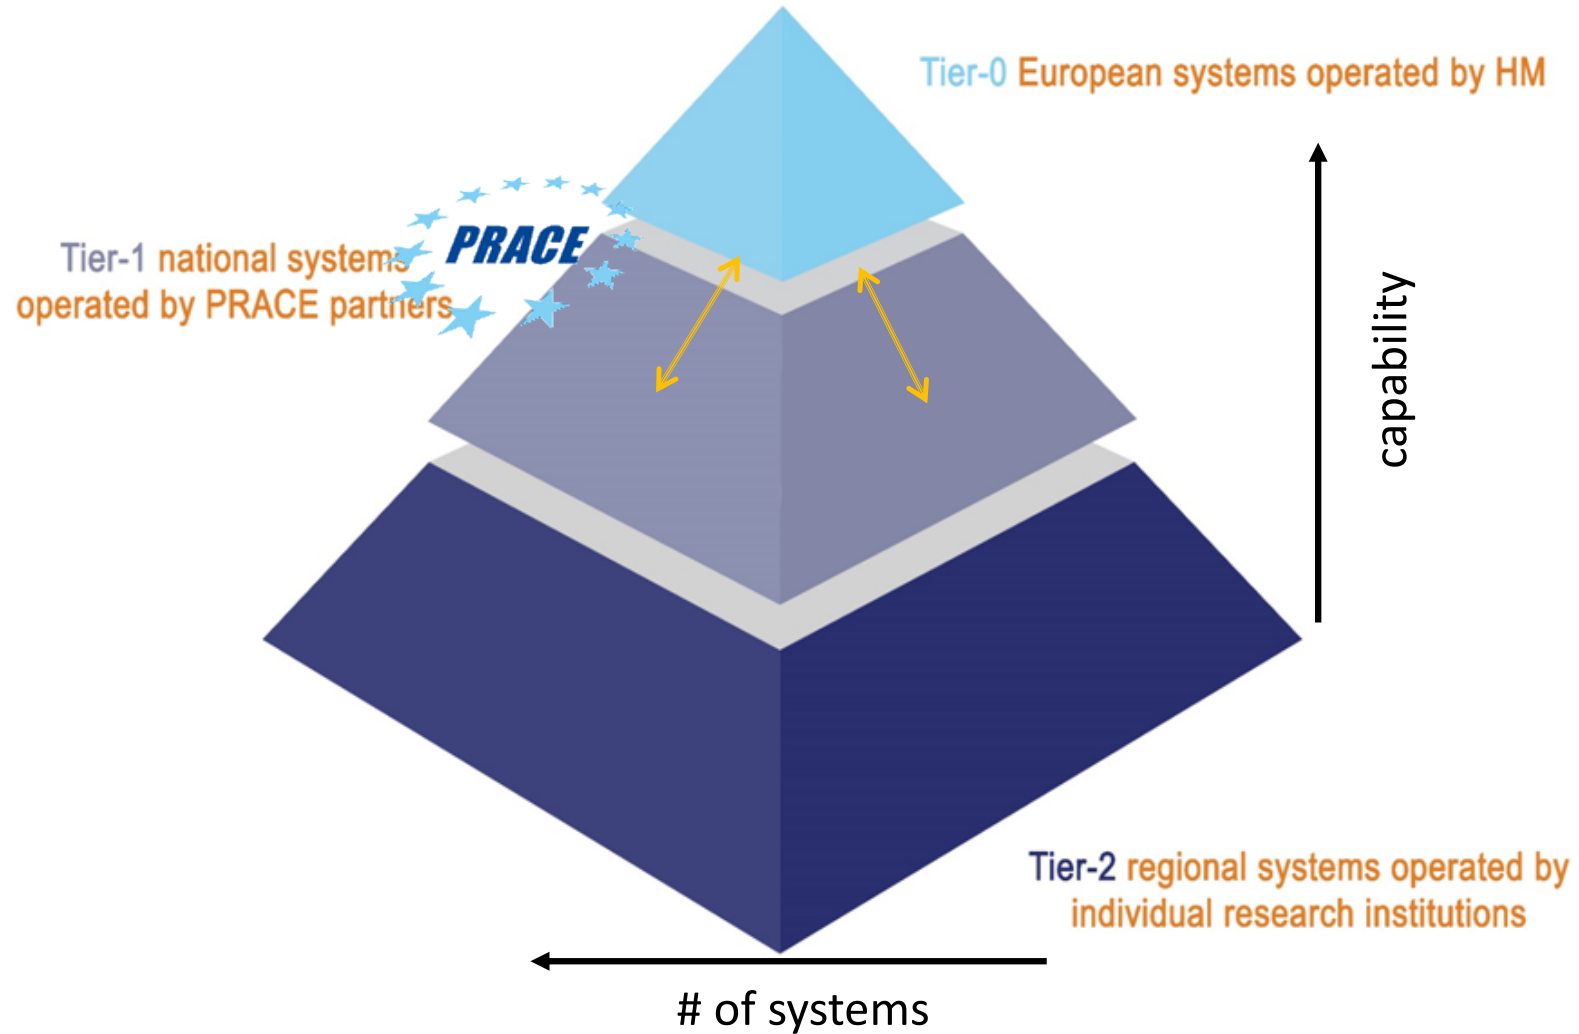 Tier-0 European systems operated by HM
PRACE
Tier-1 national systems
operated by PRACE partners
capability
Tier-2 regional systems operated by
individual research institutions
# of systems